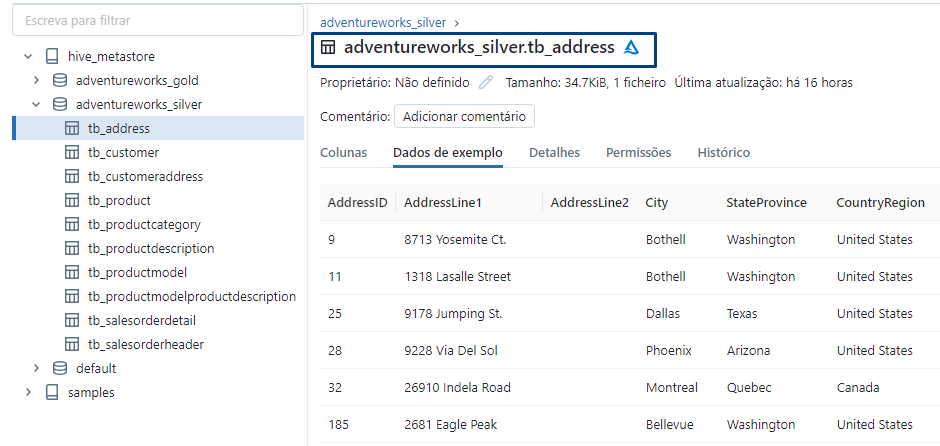 Escreva para filtrar
hive_metastore
adventureworks_gold
adventureworks_silver
tb_address
tb_customer
tb_customeraddress
tb_product
tb_productcategory
tb_productdescription
tb_productmodel
tb_productmodelproductdescription
tb_salesorderdetail
tb_salesorderheader
default
samples
adventureworks_silver >
adventureworks_silver.tb_address
Proprietário: Não definido Tamanho: 34.7KiB, 1 ficheiro Última atualização: há 16 horas
Comentário: Adicionar comentário
Colunas Dados de exemplo Detalhes Permissões Histórico
AddressID AddressLine1 AddressLine2 City StateProvince CountryRegion
9 8713 Yosemite Ct. Bothell Washington United States
11 1318 Lasalle Street Bothell Washington United States
25 9178 Jumping St. Dallas Texas United States
28 9228 Via Del Sol Phoenix Arizona United States
32 26910 Indela Road Montreal Quebec Canada
185 2681 Eagle Peak Bellevue Washington United States